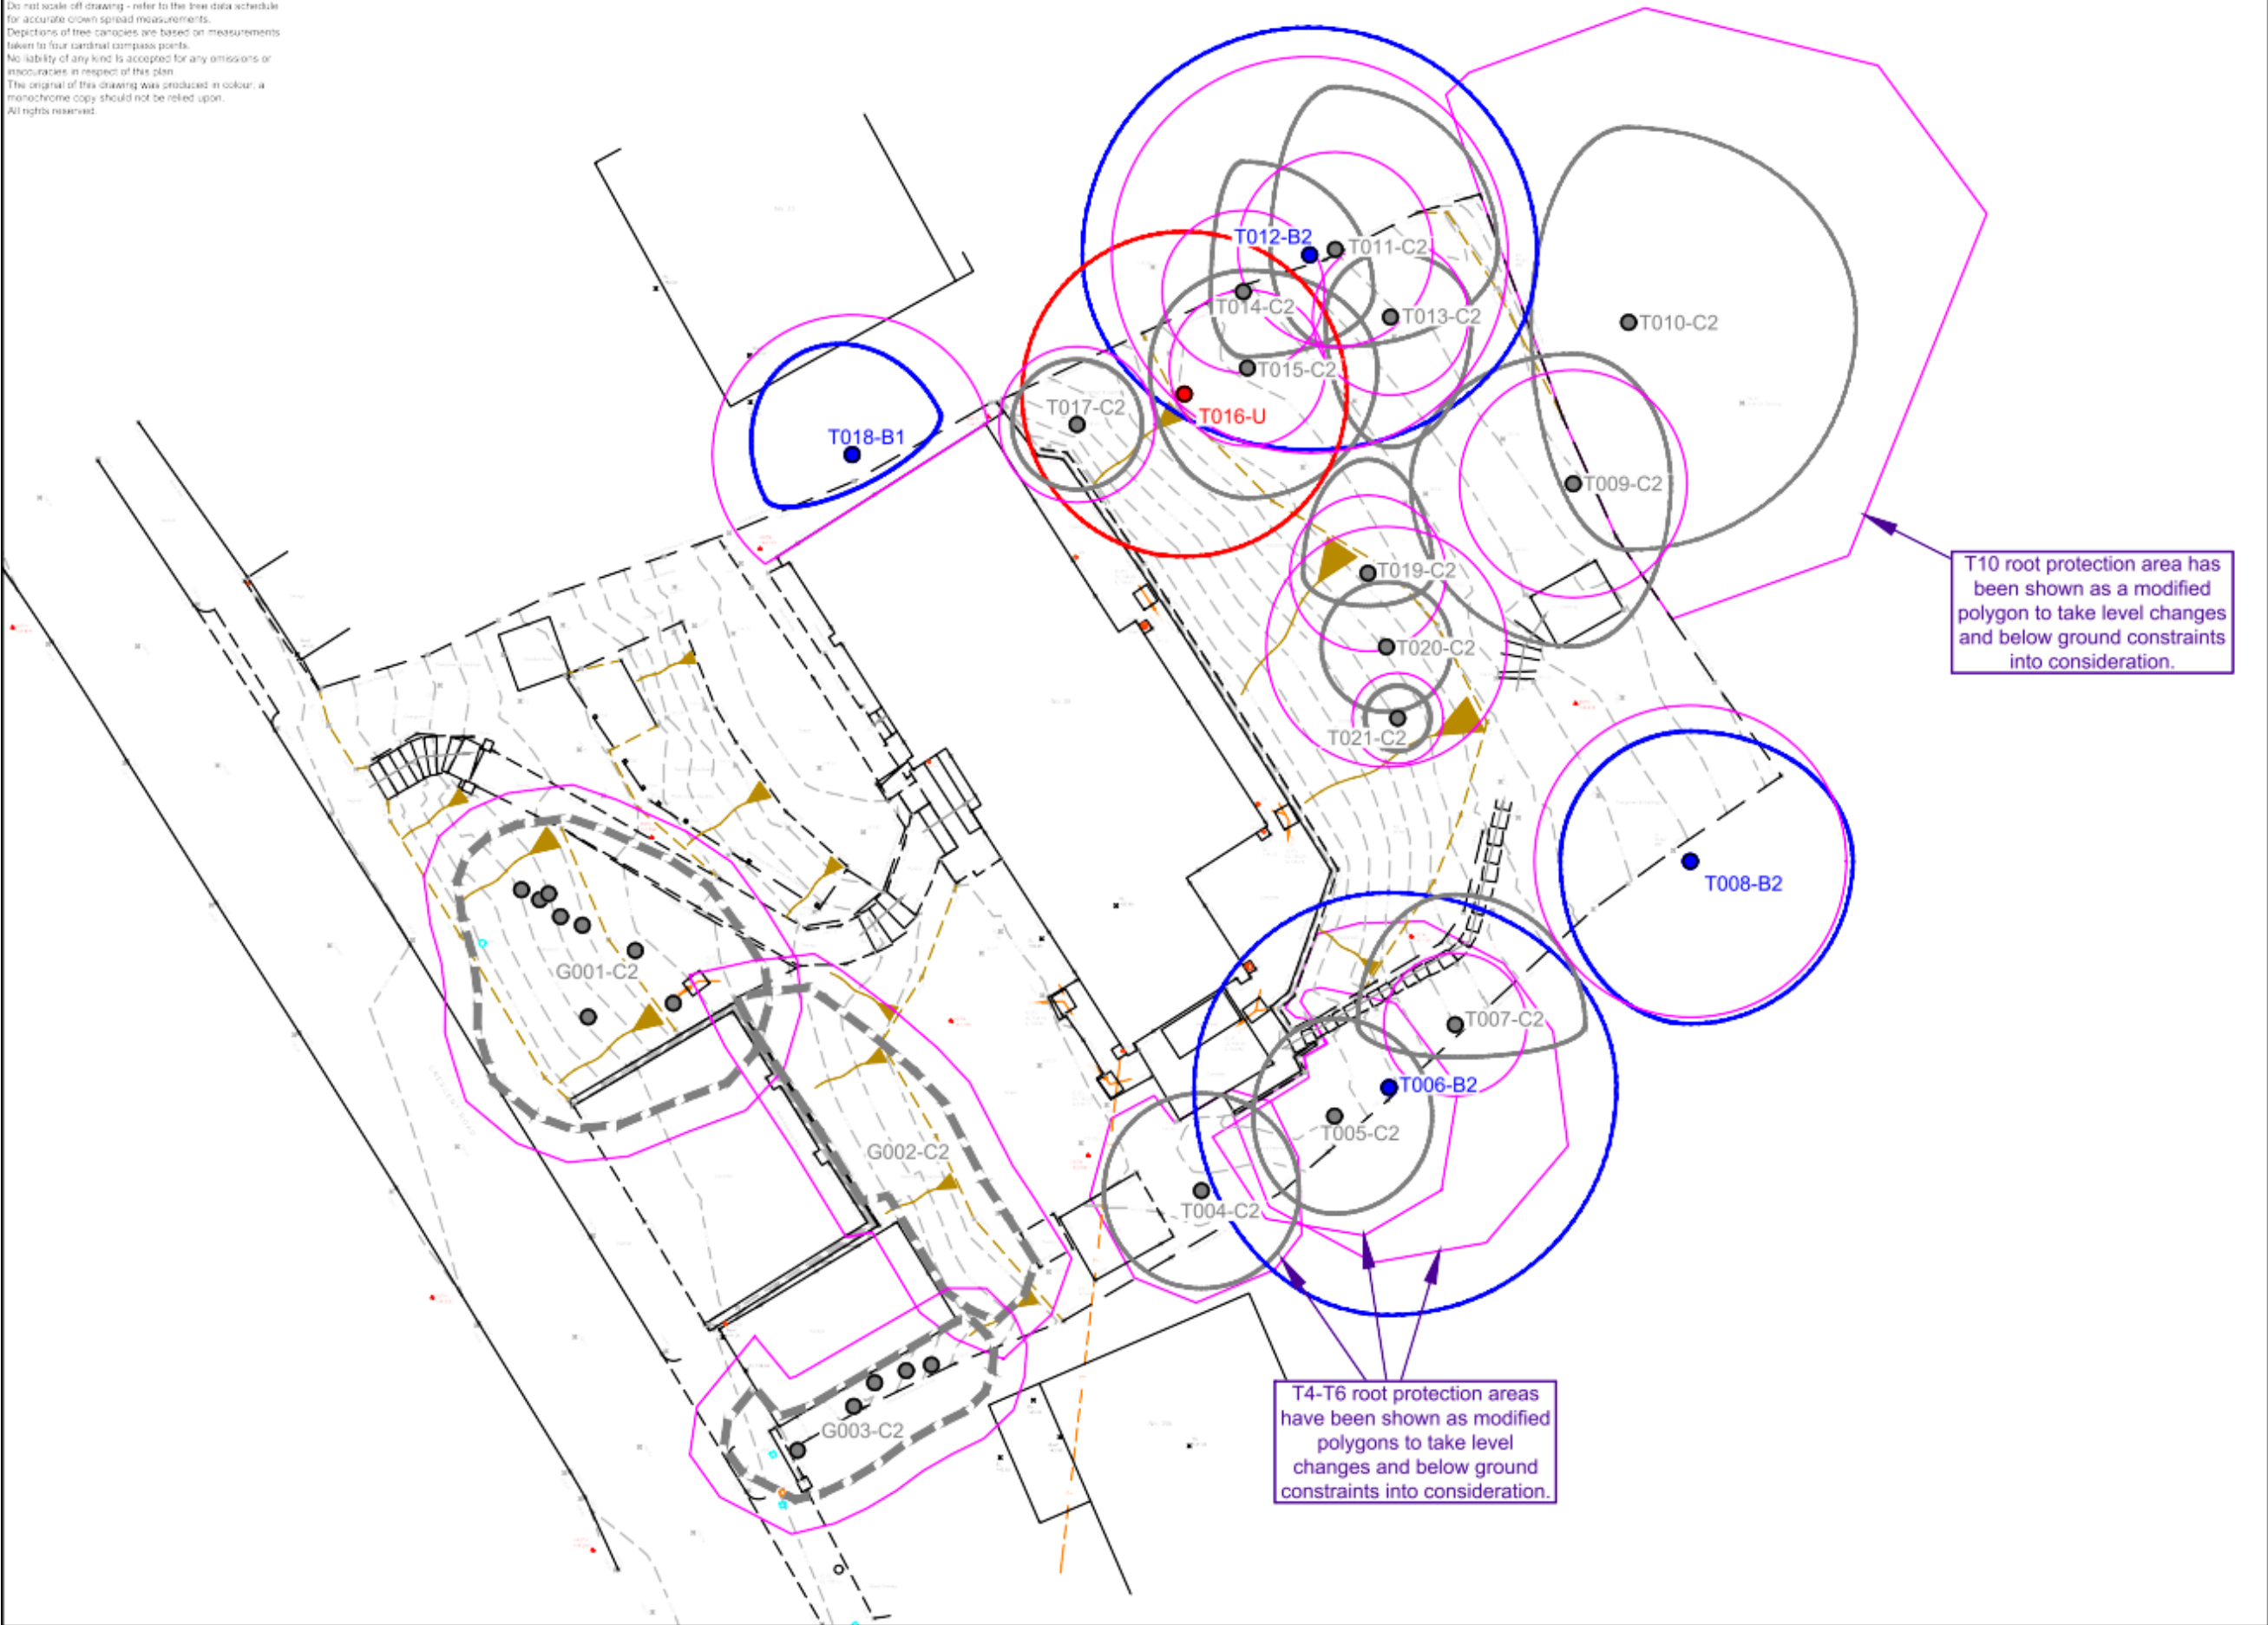 Do not scale off drawing - refer to the tree data schedule
for accurate crown spread measurements.
Depictions of tree canopies are based on measurements
taken to four cardinal compass points.
No liability of any kind is accepted for any omissions or
inaccuracies in respect of this plan.
The original of this drawing was produced in colour, a
monochrome copy should not be relied upon.
All rights reserved.
T012-B2
T011-C2
T014-C2
T013-C2
T010-C2
T015-C2
T016-U
T017-C2
T018-B1
T009-C2
T10 root protection area has
been shown as a modified
polygon to take level changes
and below ground constraints
into consideration.
T019-C2
T020-C2
T021-C2
T008-B2
G001-C2
T007-C2
T006-B2
T005-C2
G002-C2
T004-C2
G003-C2
T4-T6 root protection areas
have been shown as modified
polygons to take level
changes and below ground
constraints into consideration.